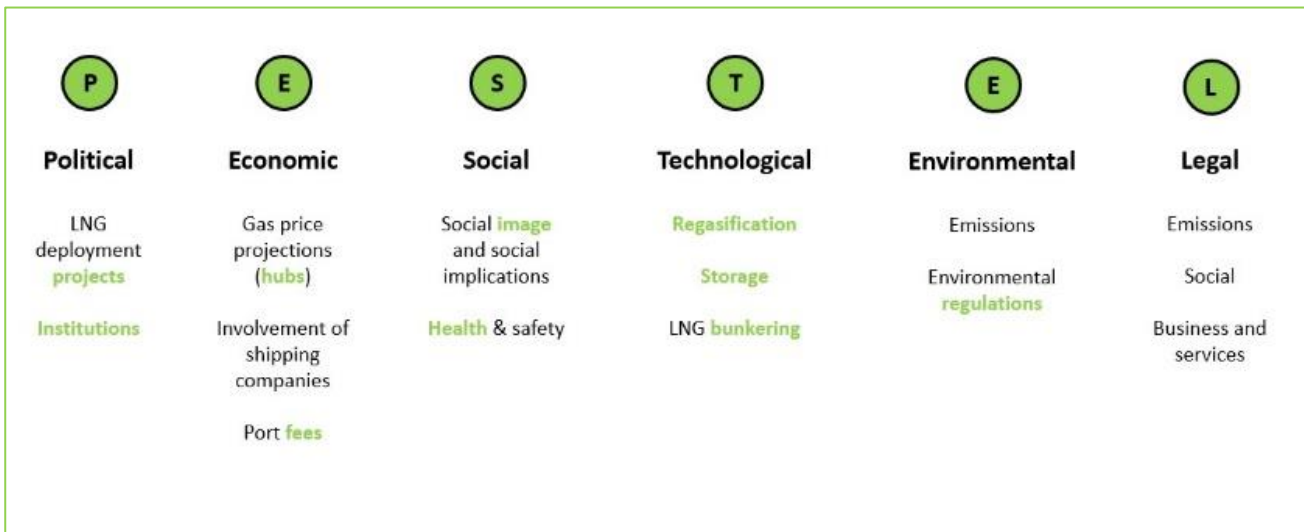 P
Political
LNG
deployment
projects
Institutions
E
Economic
Gas price
projections
(hubs)
Involvement of
shipping
companies
Port fees
S
Social
Social image
and social
implications
Health & safety
T
Technological
Regasification
Storage
LNG bunkering
E
Environmental
Emissions
Environmental
regulations
L
Legal
Emissions
Social
Business and
services